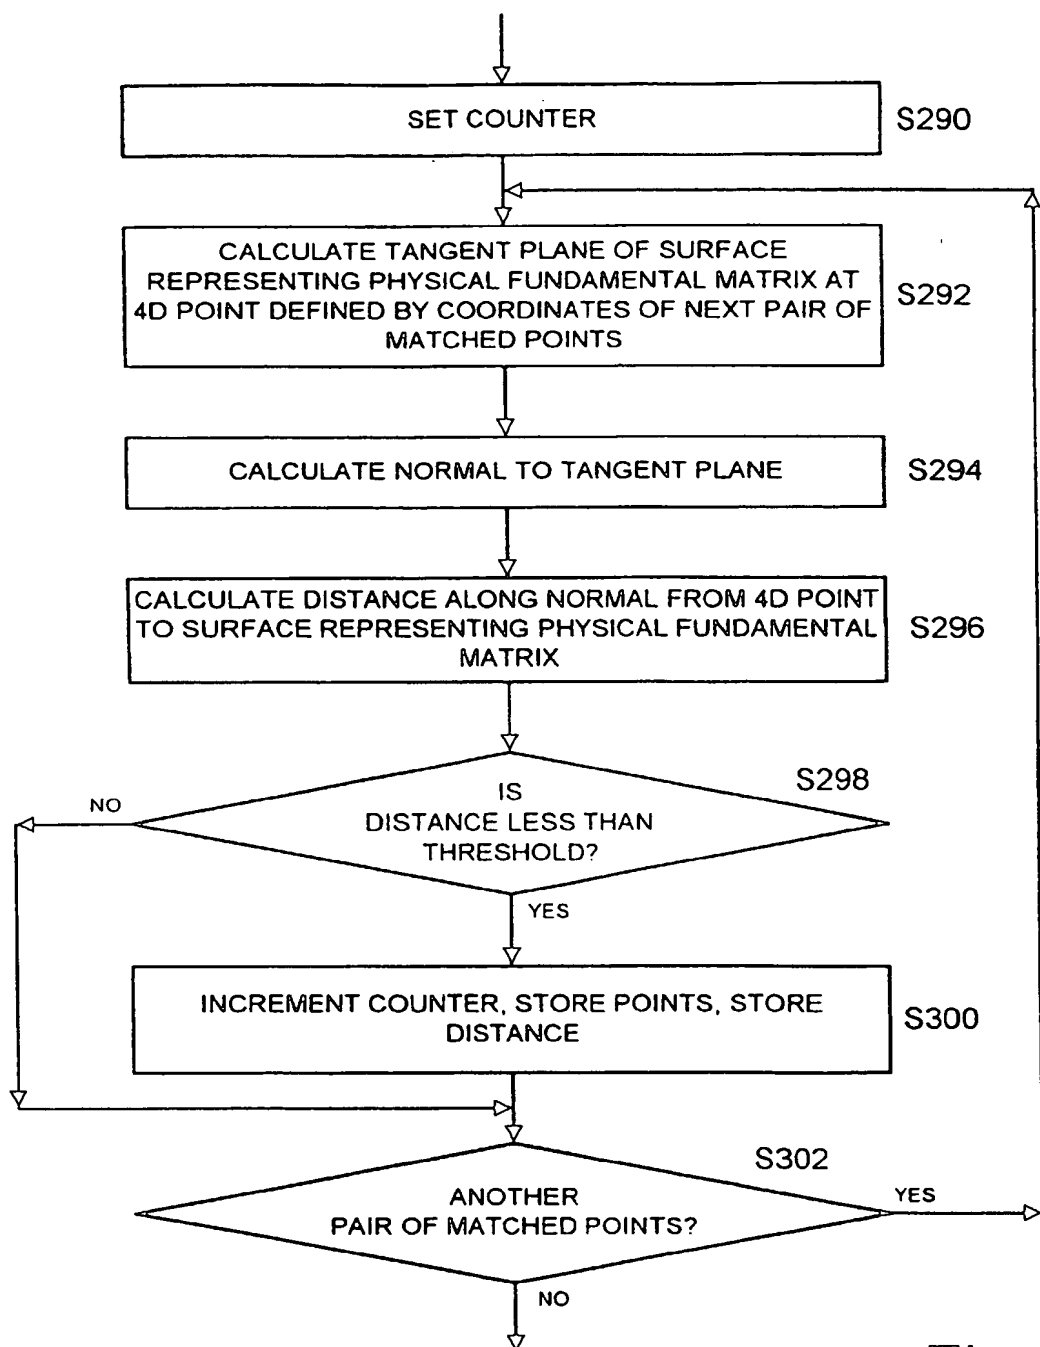 SET COUNTER
S290
CALCULATE TANGENT PLANE OF SURFACE
REPRESENTING PHYSICAL FUNDAMENTAL MATRIX AT
4D POINT DEFINED BY COORDINATES OF NEXT PAIR OF
MATCHED POINTS
S292
CALCULATE NORMAL TO TANGENT PLANE
S294
CALCULATE DISTANCE ALONG NORMAL FROM 4D POINT
TO SURFACE REPRESENTING PHYSICAL FUNDAMENTAL
MATRIX
S296
S298
NO
IS
DISTANCE LESS THAN
THRESHOLD?
YES
INCREMENT COUNTER, STORE POINTS, STORE
DISTANCE
S300
S302
ANOTHER
PAIR OF MATCHED POINTS?
YES
NO